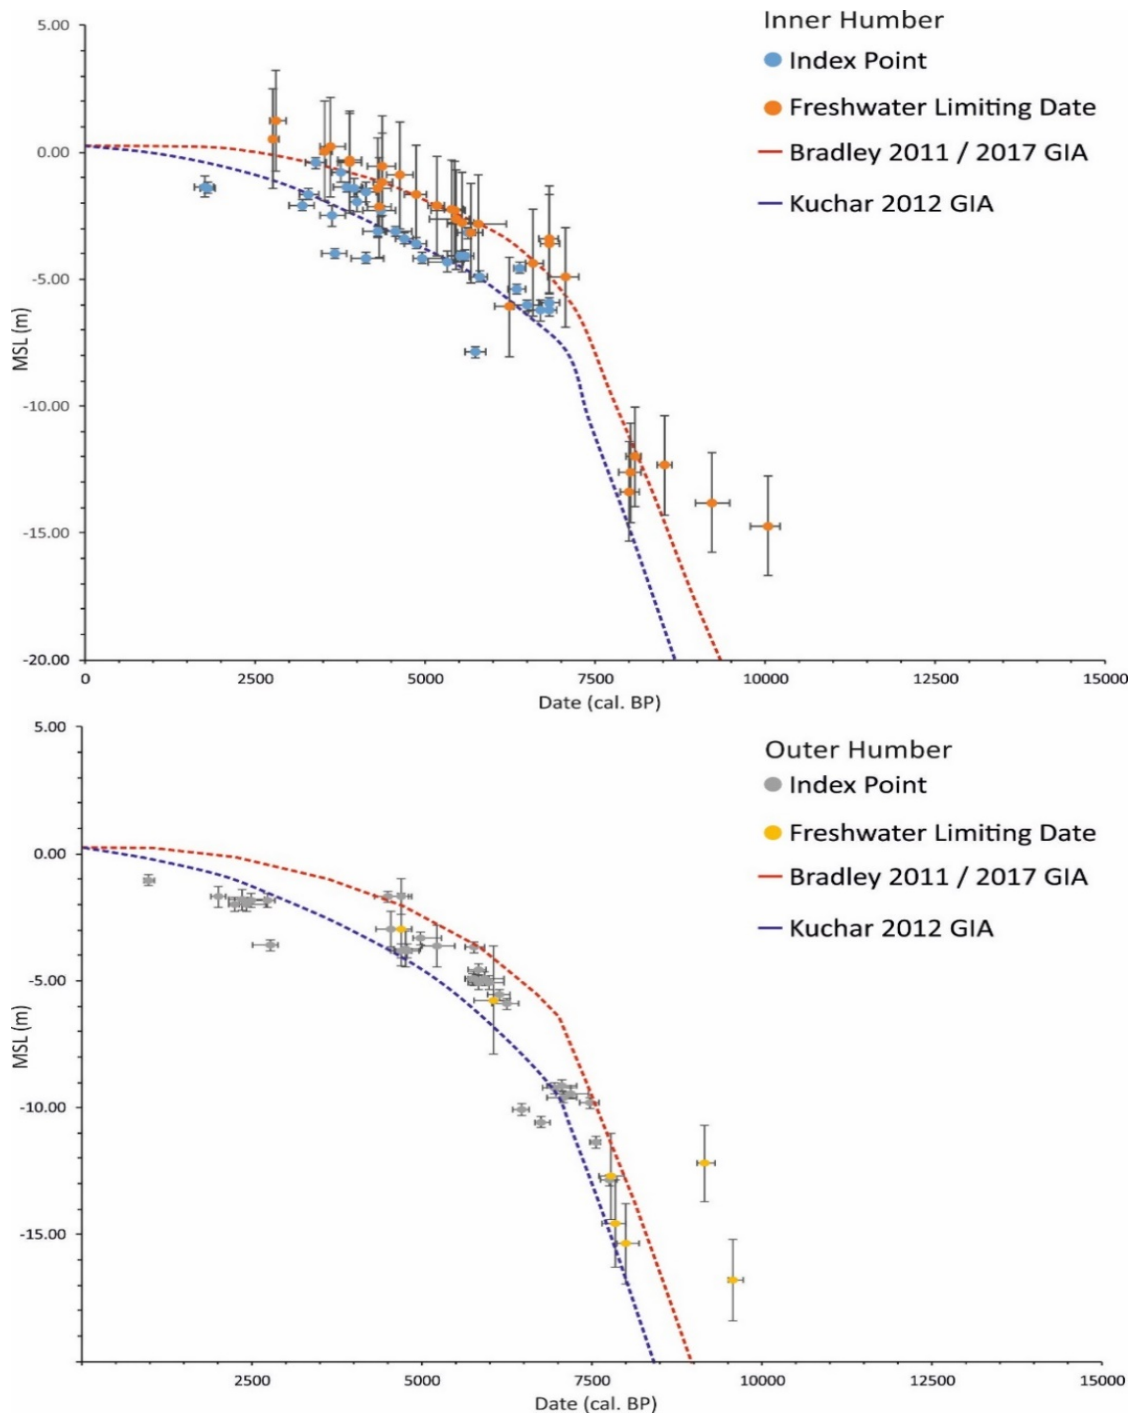 Inner Humber
Index Point
Freshwater Limiting Date
Bradley 2011 / 2017 GIA
Kuchar 2012 GIA
5.00
0.00
-5.00
-10.00
-15.00
-20.00
MSL (m)
0 2500 5000 7500 10000 12500 15000
Date (cal. BP)
Outer Humber
Index Point
Freshwater Limiting Date
Bradley 2011 / 2017 GIA
Kuchar 2012 GIA
5.00
0.00
-5.00
-10.00
-15.00
MSL (m)
2500 5000 7500 10000 12500 15000
Date (cal. BP)